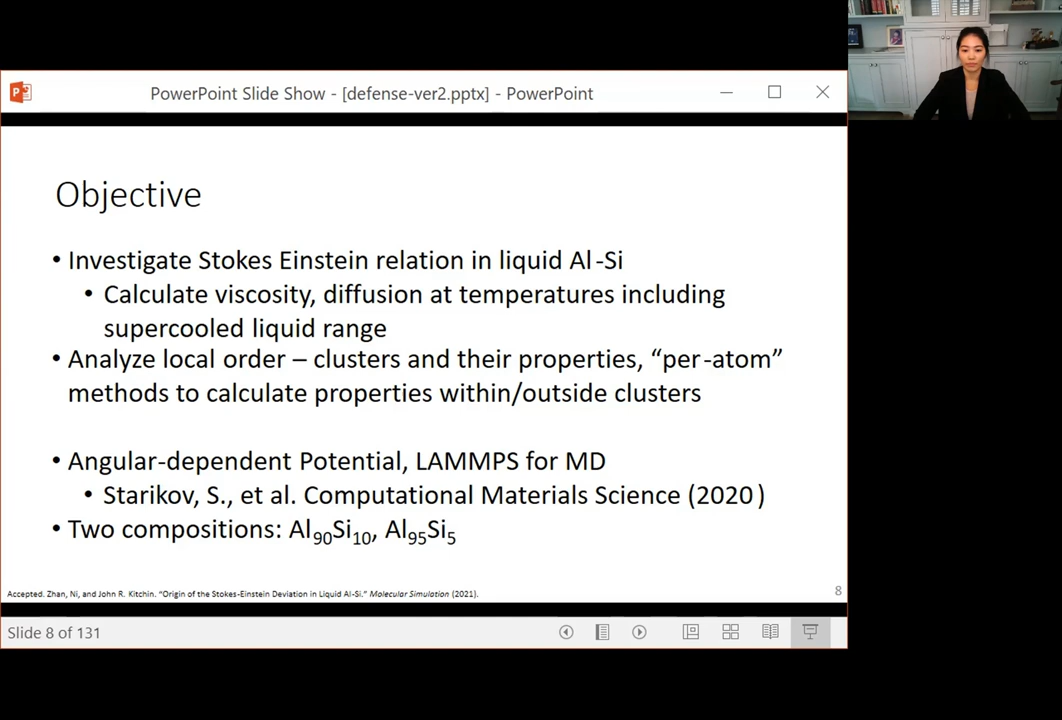 PowerPoint Slide Show - [defense-ver2.pptx] - PowerPoint
Objective
• Investigate Stokes Einstein relation in liquid Al-Si
• Calculate viscosity, diffusion at temperatures including
supercooled liquid range
• Analyze local order – clusters and their properties, “per-atom”
methods to calculate properties within/outside clusters
• Angular-dependent Potential, LAMMPS for MD
• Starikov, S., et al. Computational Materials Science (2020)
• Two compositions: Al90Si10, Al95Si5
Accepted. Zhan, Ni, and John R. Kitchin. “Origin of the Stokes-Einstein Deviation in Liquid Al-Si.” Molecular Simulation (2021).
8
Slide 8 of 131